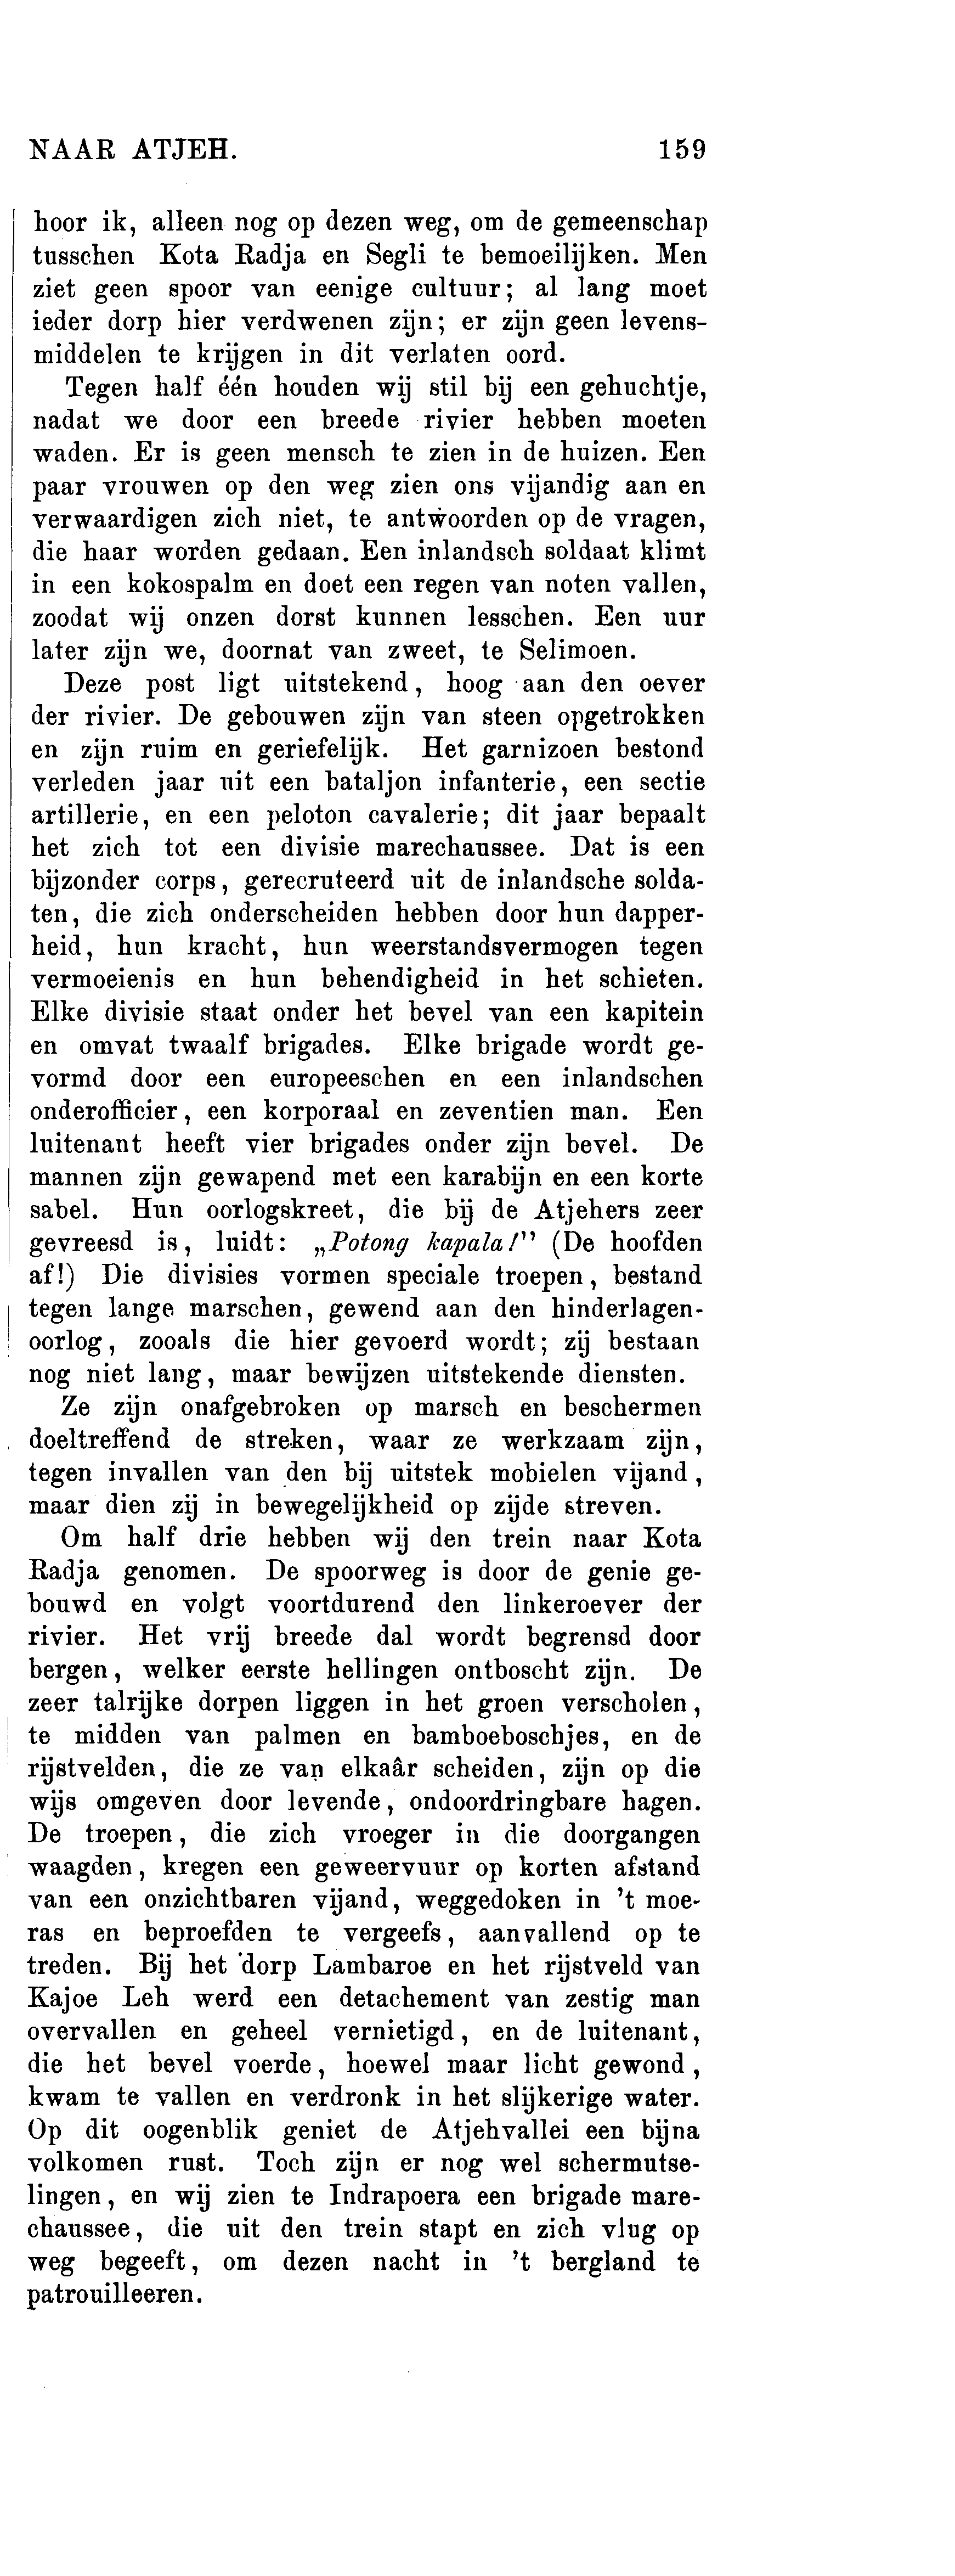 NAAR ATJEH. 159
hoor ik, alleen nog op dezen weg, om de gemeenschap
tusschen Kota Radja en Segli te bemoeilijken. Men
ziet geen spoor van eenige cultuur; al lang moet
ieder dorp hier verdwenen zijn; er zijn geen levens-
middelen te krijgen in dit verlaten oord.
Tegen half één houden wij stil bij een gehuchtje,
nadat we door een breede rivier hebben moeten
waden. Er is geen mensch te zien in de huizen. Een
paar vrouwen op den weg zien ons vijandig aan en
verwaardigen zich niet, te antwoorden op de vragen,
die haar worden gedaan. Een inlandsch soldaat klimt
in een kokospalm en doet een regen van noten vallen,
zoodat wij onzen dorst kunnen lesschen. Een uur
later zijn we, doornat van zweet, te Selimoen.
Deze post ligt uitstekend, hoog aan den oever
der rivier. De gebouwen zijn van steen opgetrokken
en zijn ruim en geriefelijk. Het garnizoen bestond
verleden jaar uit een bataljon infanterie, een sectie
artillerie, en een peloton cavalerie; dit jaar bepaalt
het zich tot een divisie marechaussee. Dat is een
bijzonder corps, gerecruteerd uit de inlandsche solda-
ten, die zich onderscheiden hebben door hun dapper-
heid, hun kracht, hun weerstandsvermogen tegen
vermoeienis en hun behendigheid in het schieten.
Elke divisie staat onder het bevel van een kapitein
en omvat twaalf brigades. Elke brigade wordt ge-
vormd door een europeeschen en een inlandschen
onderofficier, een korporaal en zeventien man. Een
luitenant heeft vier brigades onder zijn bevel. De
mannen zijn gewapend met een karabijn en een korte
sabel. Hun oorlogskreet, die bij de Atjehers zeer
gevreesd is, luidt: „Potong kapala!” (De hoofden
af!) Die divisies vormen speciale troepen, bestand
tegen lange marschen, gewend aan den hinderlagen-
oorlog, zooals die hier gevoerd wordt; zij bestaan
nog niet lang, maar bewijzen uitstekende diensten.
Ze zijn onafgebroken op marsch en beschermen
doeltreffend de streken, waar ze werkzaam zijn,
tegen invallen van den bij uitstek mobielen vijand,
maar dien zij in bewegelijkheid op zijde streven.
Om half drie hebben wij den trein naar Kota
Radja genomen. De spoorweg is door de genie ge-
bouwd en volgt voortdurend den linkeroever der
rivier. Het vrij breede dal wordt begrensd door
bergen, welker eerste hellingen ontboscht zijn. De
zeer talrijke dorpen liggen in het groen verscholen,
te midden van palmen en bamboeboschjes, en de
rijstvelden, die ze van elkaâr scheiden, zijn op die
wijs omgeven door levende, ondoordringbare hagen.
De troepen, die zich vroeger in die doorgangen
waagden, kregen een geweervuur op korten afstand
van een onzichtbaren vijand, weggedoken in 't moe-
ras en beproefden te vergeefs, aanvallend op te
treden. Bij het dorp Lambaroe en het rijstveld van
Kajoe Leh werd een detachement van zestig man
overvallen en geheel vernietigd, en de luitenant,
die het bevel voerde, hoewel maar licht gewond,
kwam te vallen en verdronk in het slijkerige water.
Op dit oogenblik geniet de Atjehvallei een bijna
volkomen rust. Toch zijn er nog wel schermutse-
lingen, en wij zien te Indrapoera een brigade mare-
chaussee, die uit den trein stapt en zich vlug op
weg begeeft, om dezen nacht in 't bergland te
patrouilleeren.